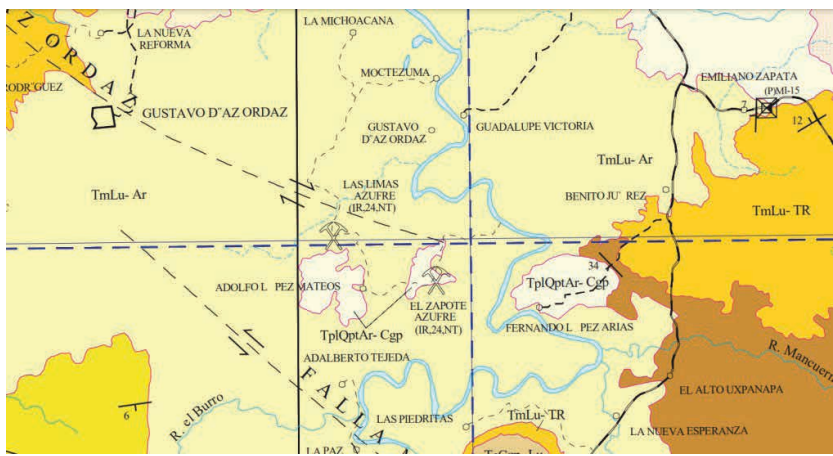 LA NUEVA
REFORMA
Z ORDAZ
RODR¨GUEZ
GUSTAVO D¨AZ ORDAZ
LA MICHOACANA
MOCTEZUMA
GUSTAVO
D¨AZ ORDAZ
GUADALUPE VICTORIA
EMILIANO ZAPATA
(P)MI-15
7
12
TmLu- Ar
BENITO JU¨ REZ
TmLu- Ar
LAS LIMAS
AZUFRE
(IR,24,NT)
TmLu- TR
34
ADOLFO L PEZ MATEOS
EL ZAPOTE
AZUFRE
(IR,24,NT)
TplQptAr- Cgp
TplQptAr- Cgp
FERNANDO L PEZ ARIAS
ADALBERTO TEJEDA
FALLA
R. Mancuern
EL ALTO UXPANAPA
6
R. el Burro
LAS PIEDRITAS
TmLu- TR
LA NUEVA ESPERANZA
LA PAZ